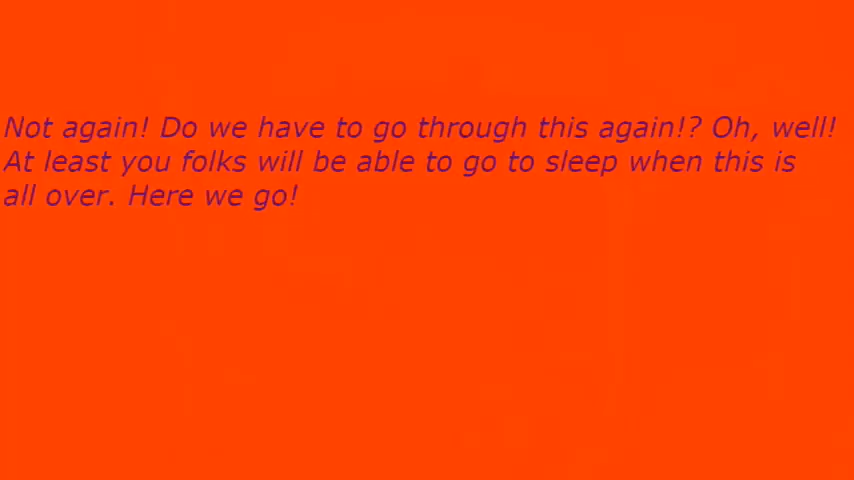 Not again! Do we have to go through this again!? Oh, well!
At least you folks will be able to go to sleep when this is
all over. Here we go!